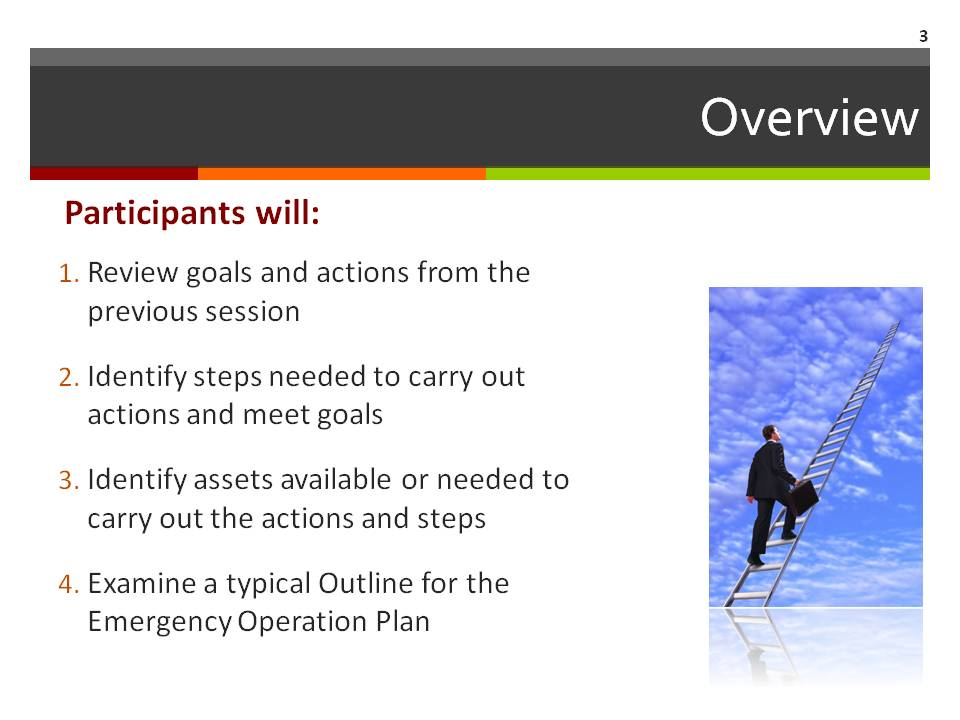 3
Overview
Participants will:
1. Review goals and actions from the
previous session
2. Identify steps needed to carry out
actions and meet goals
3. Identify assets available or needed to
carry out the actions and steps
4. Examine a typical Outline for the
Emergency Operation Plan